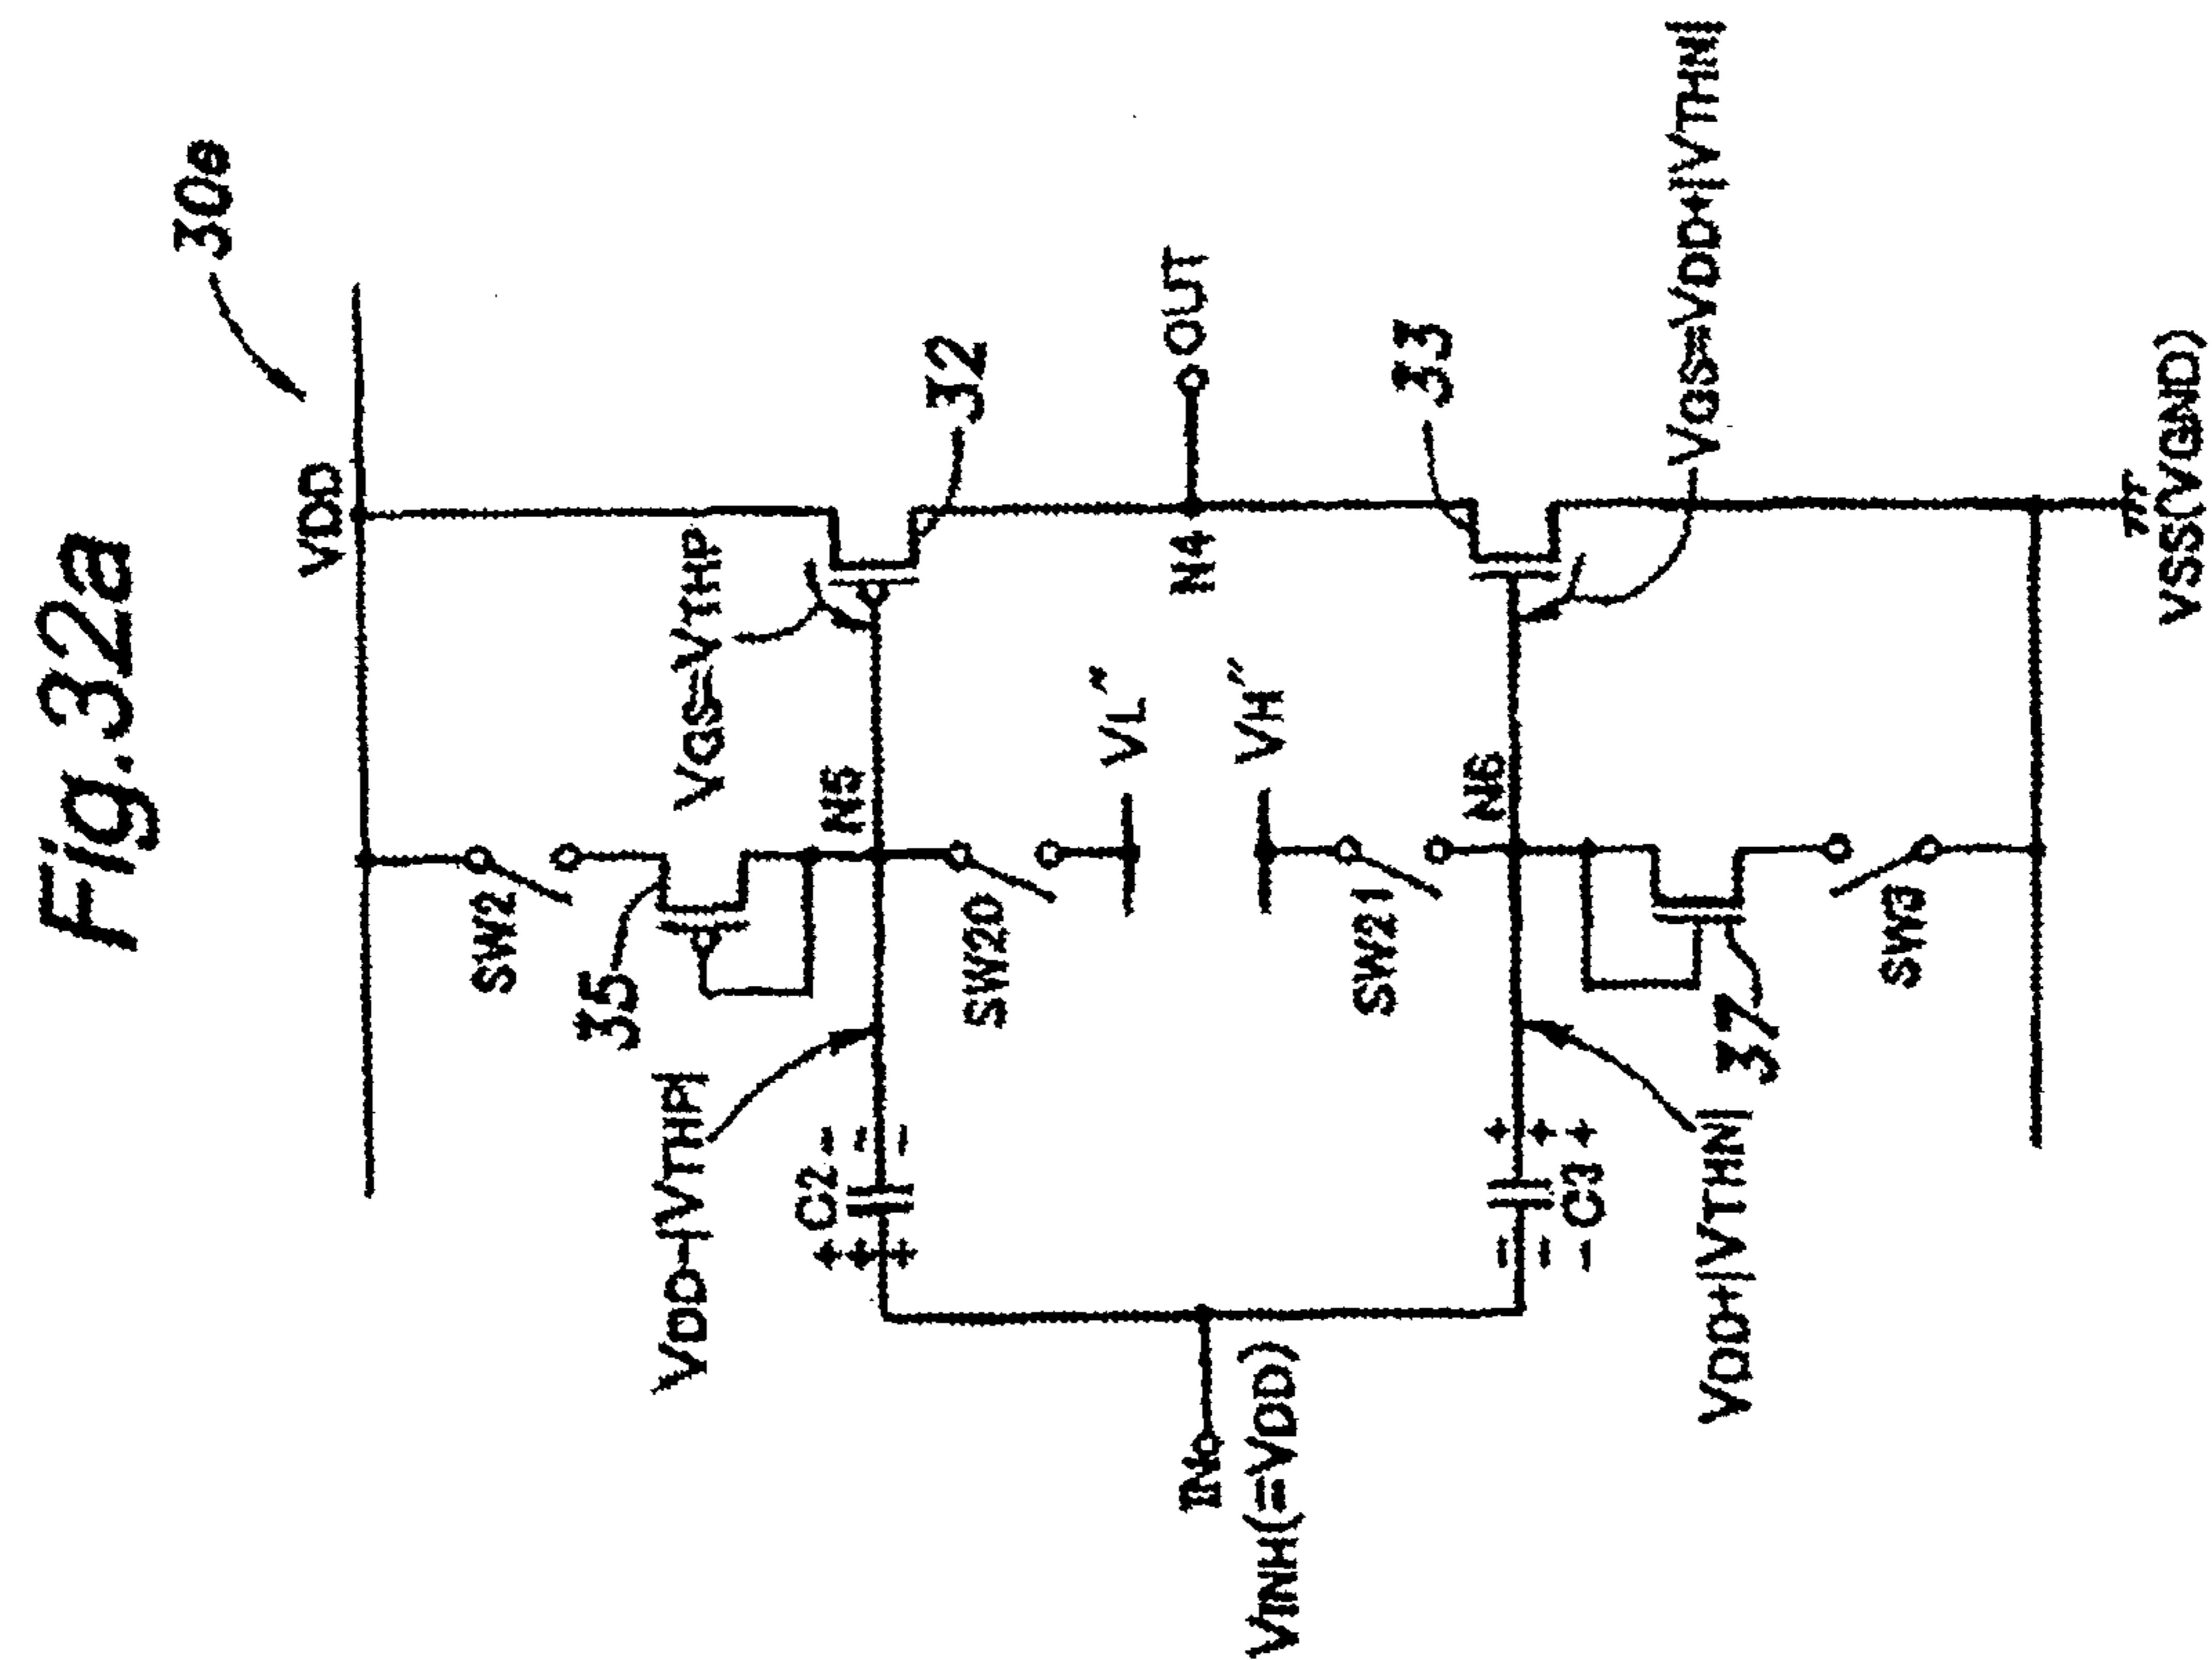 Fig. 32a
30e
VDD
SW2
35
VGS=VTHP
32
VDD-|VTHP|
N5
C2
- - -
+ + +
SW20
VL"
N4
OUT
IN
VINH(=VDD)
VH"
SW21
33
N6
C3
+ + +
- - -
VDD+|VTHN|
37
VGS=VDD+|VTHN|
SW3
VSS(VGND)